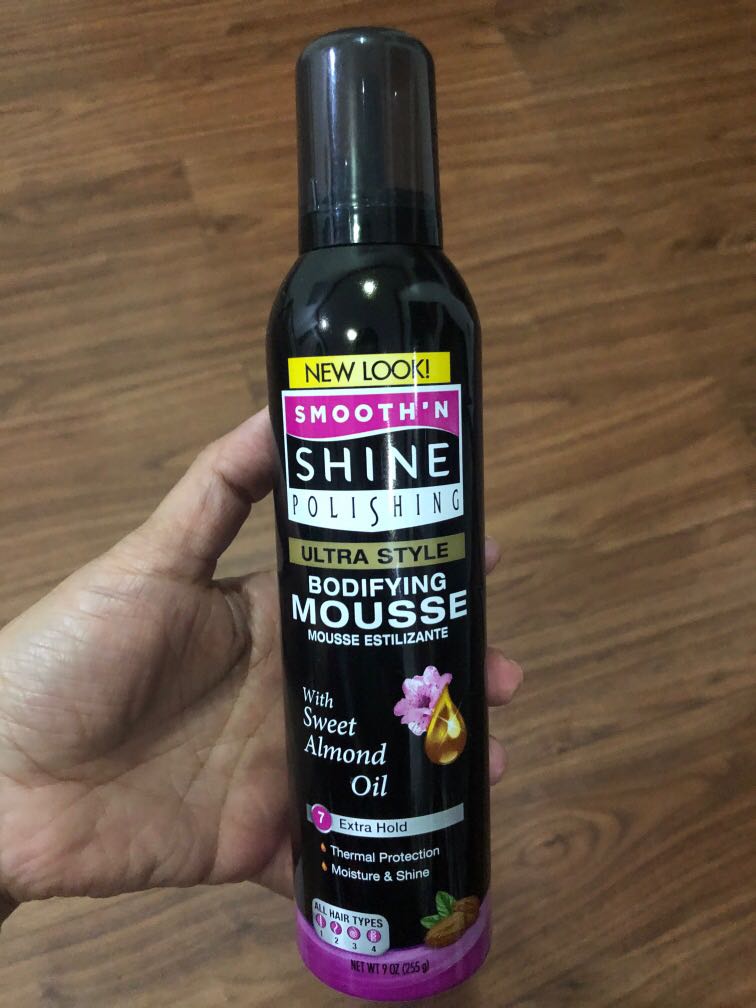 NEW LOOK!
SMOOTH'N
SHINE
POLISHING
ULTRA STYLE
BODIFYING
MOUSSE
MOUSSE ESTILIZANTE
With
Sweet
Almond
Oil
7 Extra Hold
Thermal Protection
Moisture & Shine
ALL HAIR TYPES
1 2 3 4
NET WT 9 OZ (255 g)